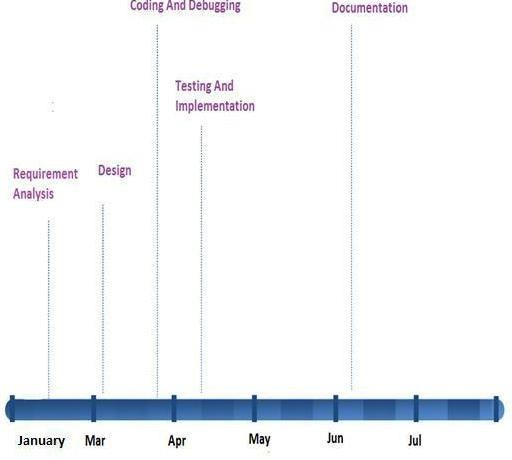 Coding And Debugging
Documentation
Testing And
Implementation
Requirement
Analysis
Design
January Mar Apr May Jun Jul